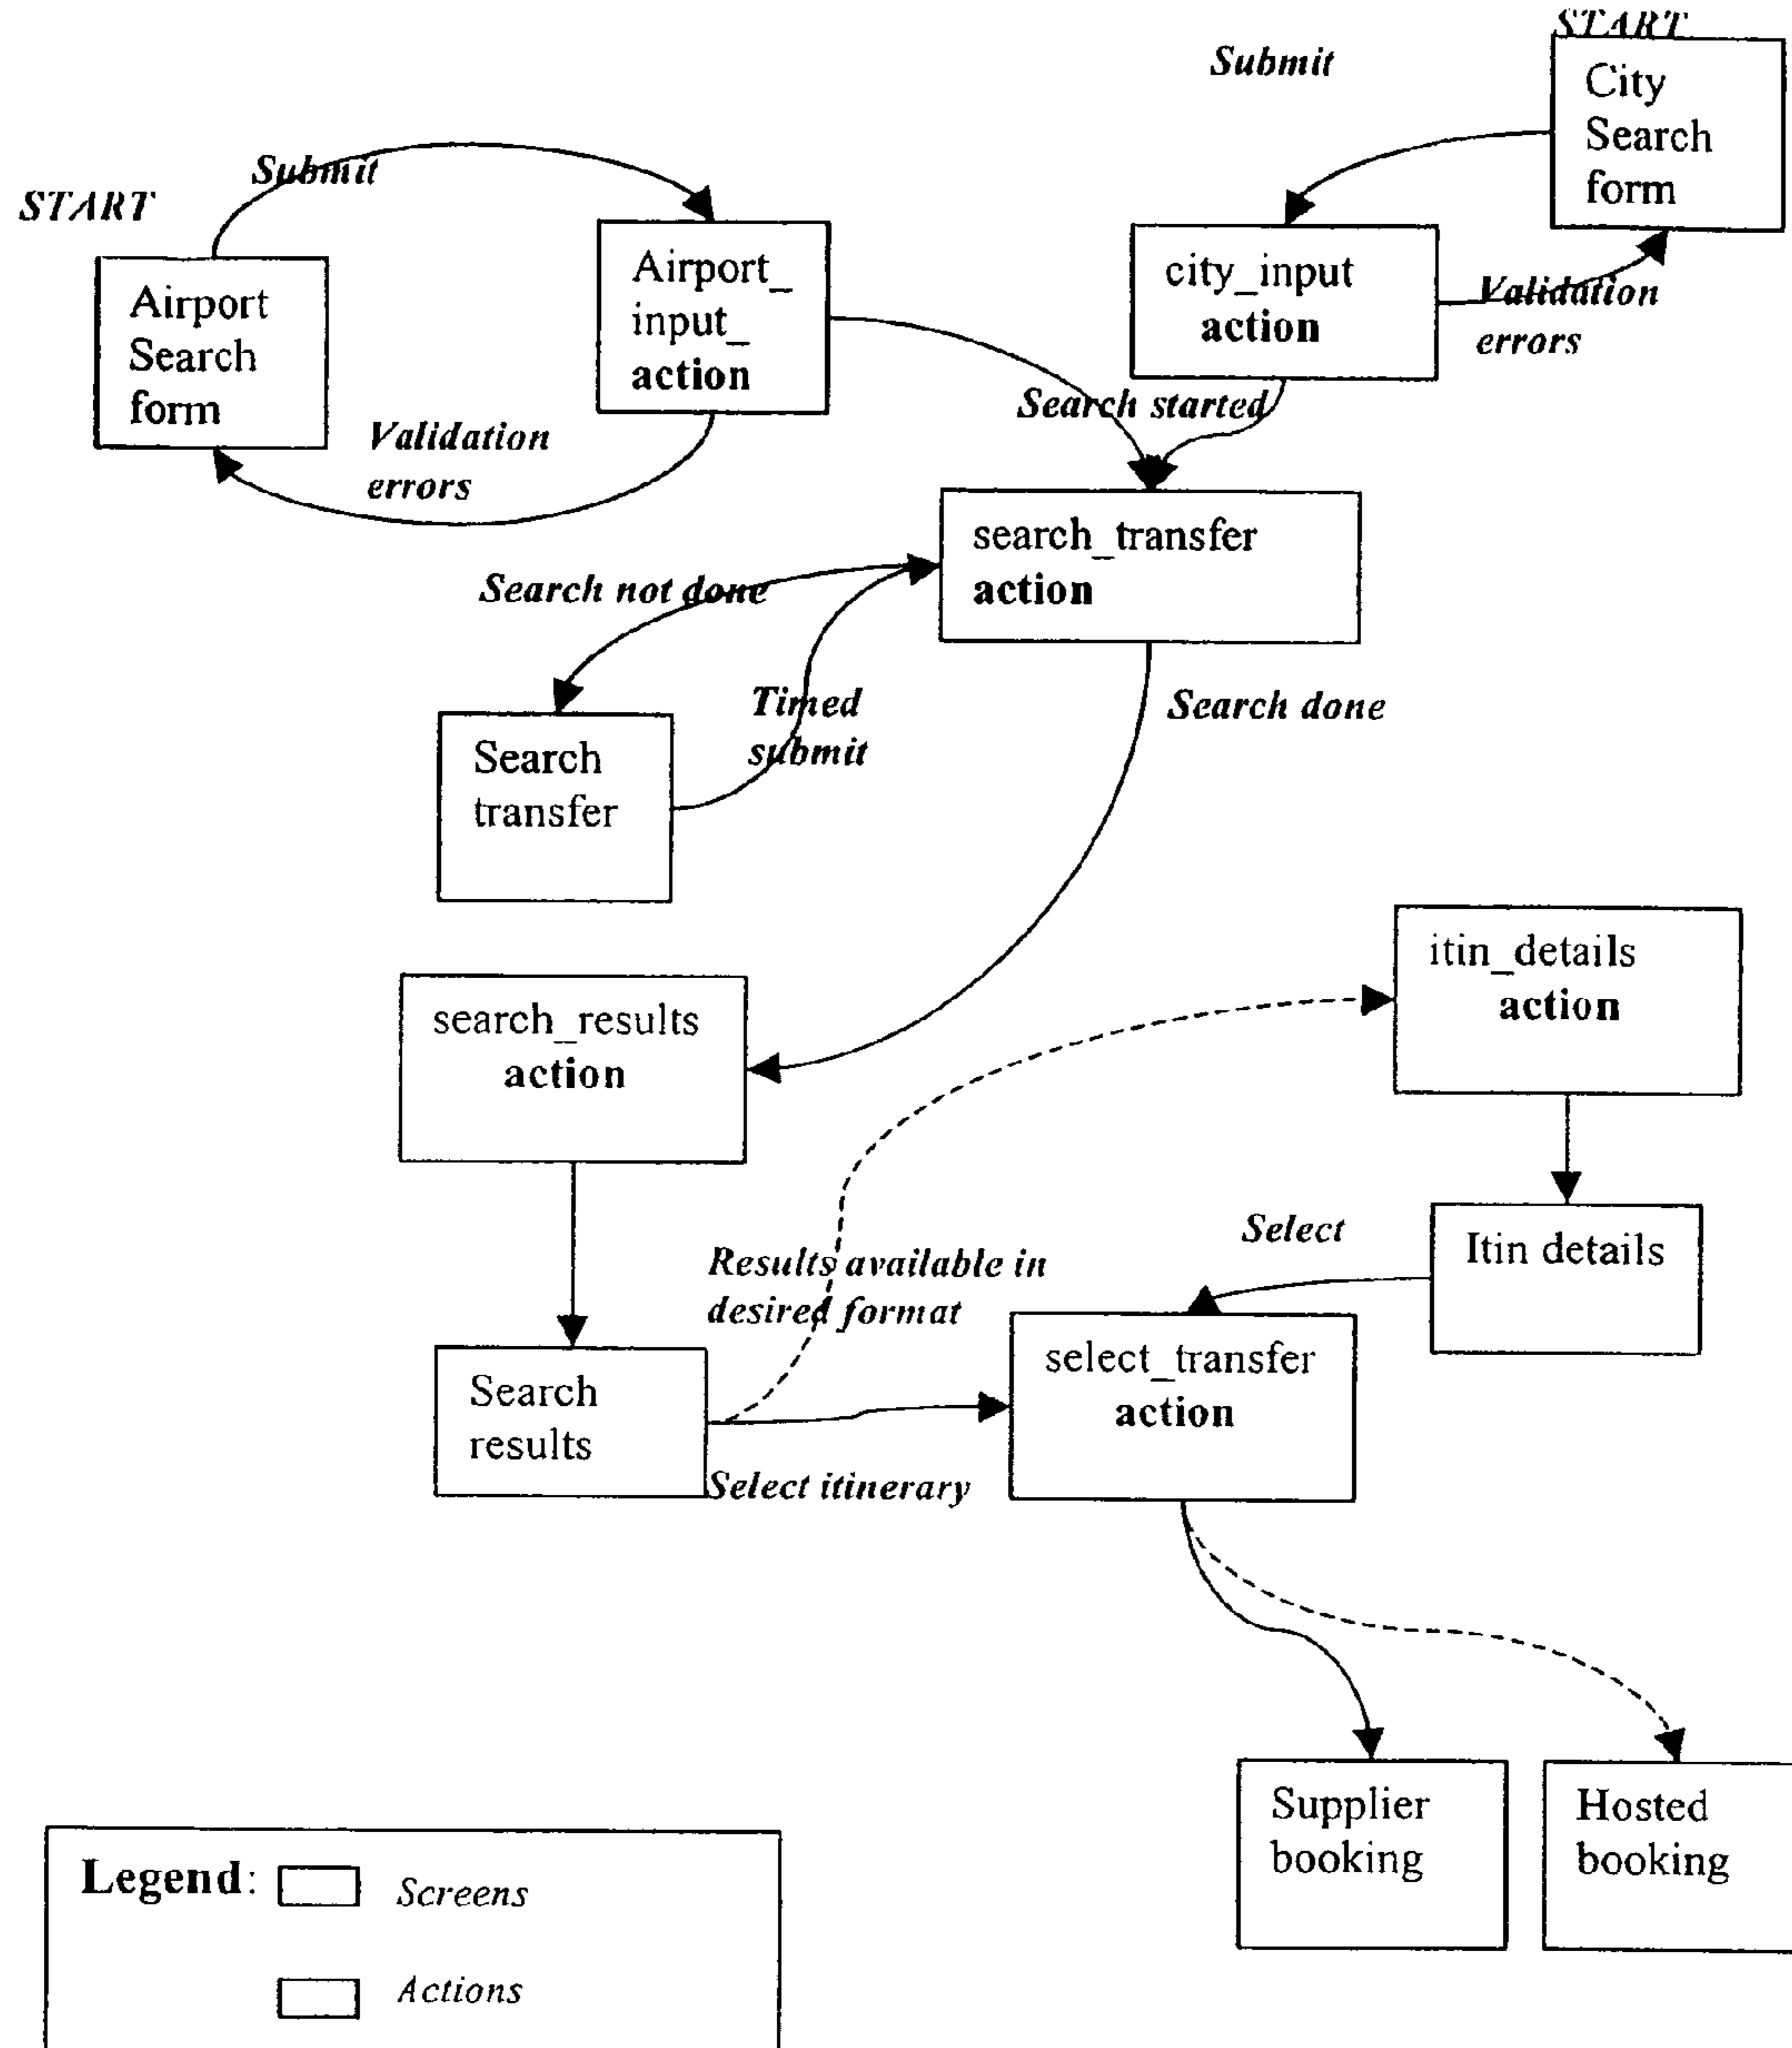 START
Submit
City
Search
form
Submit
START
Airport_
input_
action
city_input
action
Validation
errors
Airport
Search
form
Search started
Validation
errors
search_transfer
action
Search not done
Timed
submit
Search done
Search
transfer
itin_details
action
search_results
action
Select
Itin details
Results available in
desired format
select_transfer
action
Search
results
Select itinerary
Supplier
booking
Hosted
booking
Legend:
Screens
Actions